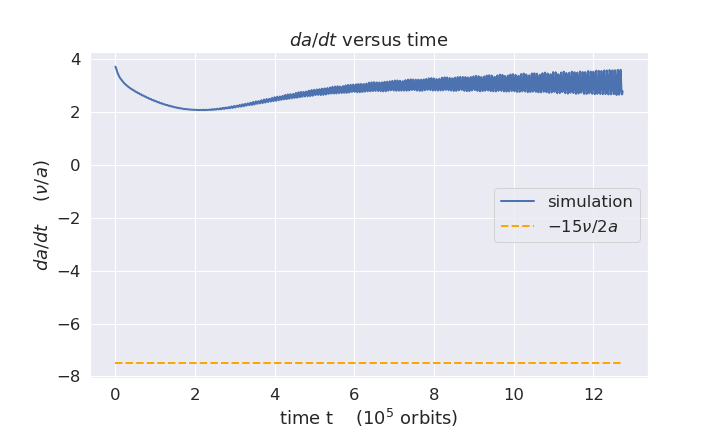 da/dt versus time
da/dt (ν/a)
4
2
0
−2
−4
−6
−8
simulation
−15ν/2a
0 2 4 6 8 10 12
time t (10⁵ orbits)